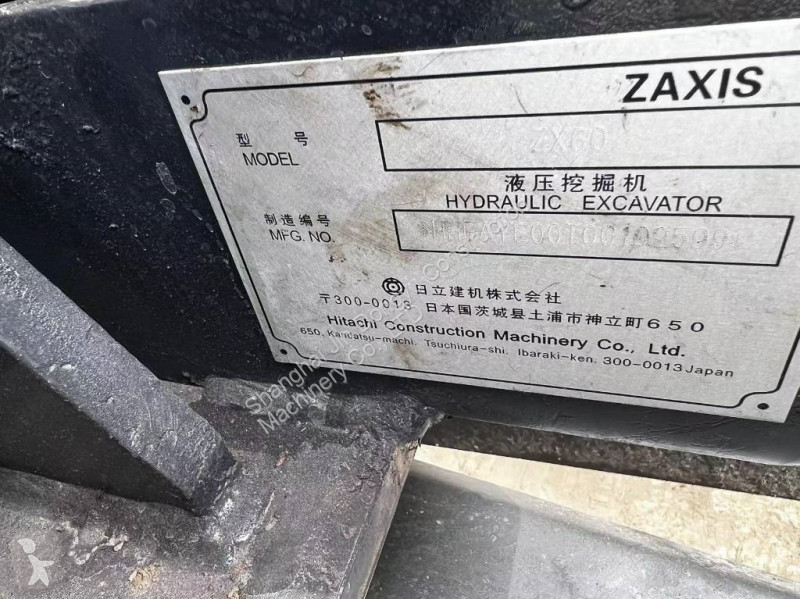 ZAXIS
型号
MODEL
ZX60
液压挖掘机
HYDRAULIC EXCAVATOR
制造编号
MFG. NO.
日立建机株式会社
〒300-0013 日本国茨城县土浦市神立町650
Hitachi Construction Machinery Co., Ltd.
650, Kandatsu-machi, Tsuchiura-shi, Ibaraki-ken, 300-0013 Japan
Shanghai
Machinery Co.